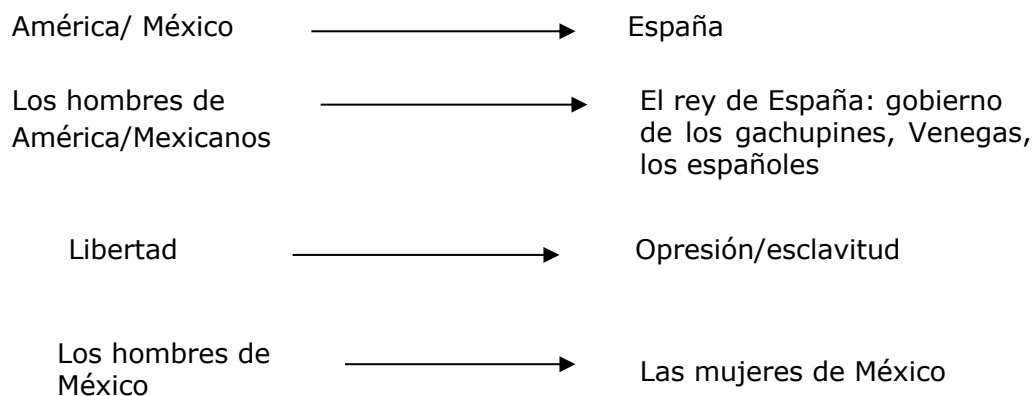 América/ México
España
Los hombres de
América/Mexicanos
El rey de España: gobierno
de los gachupines, Venegas,
los españoles
Libertad
Opresión/esclavitud
Los hombres de
México
Las mujeres de México